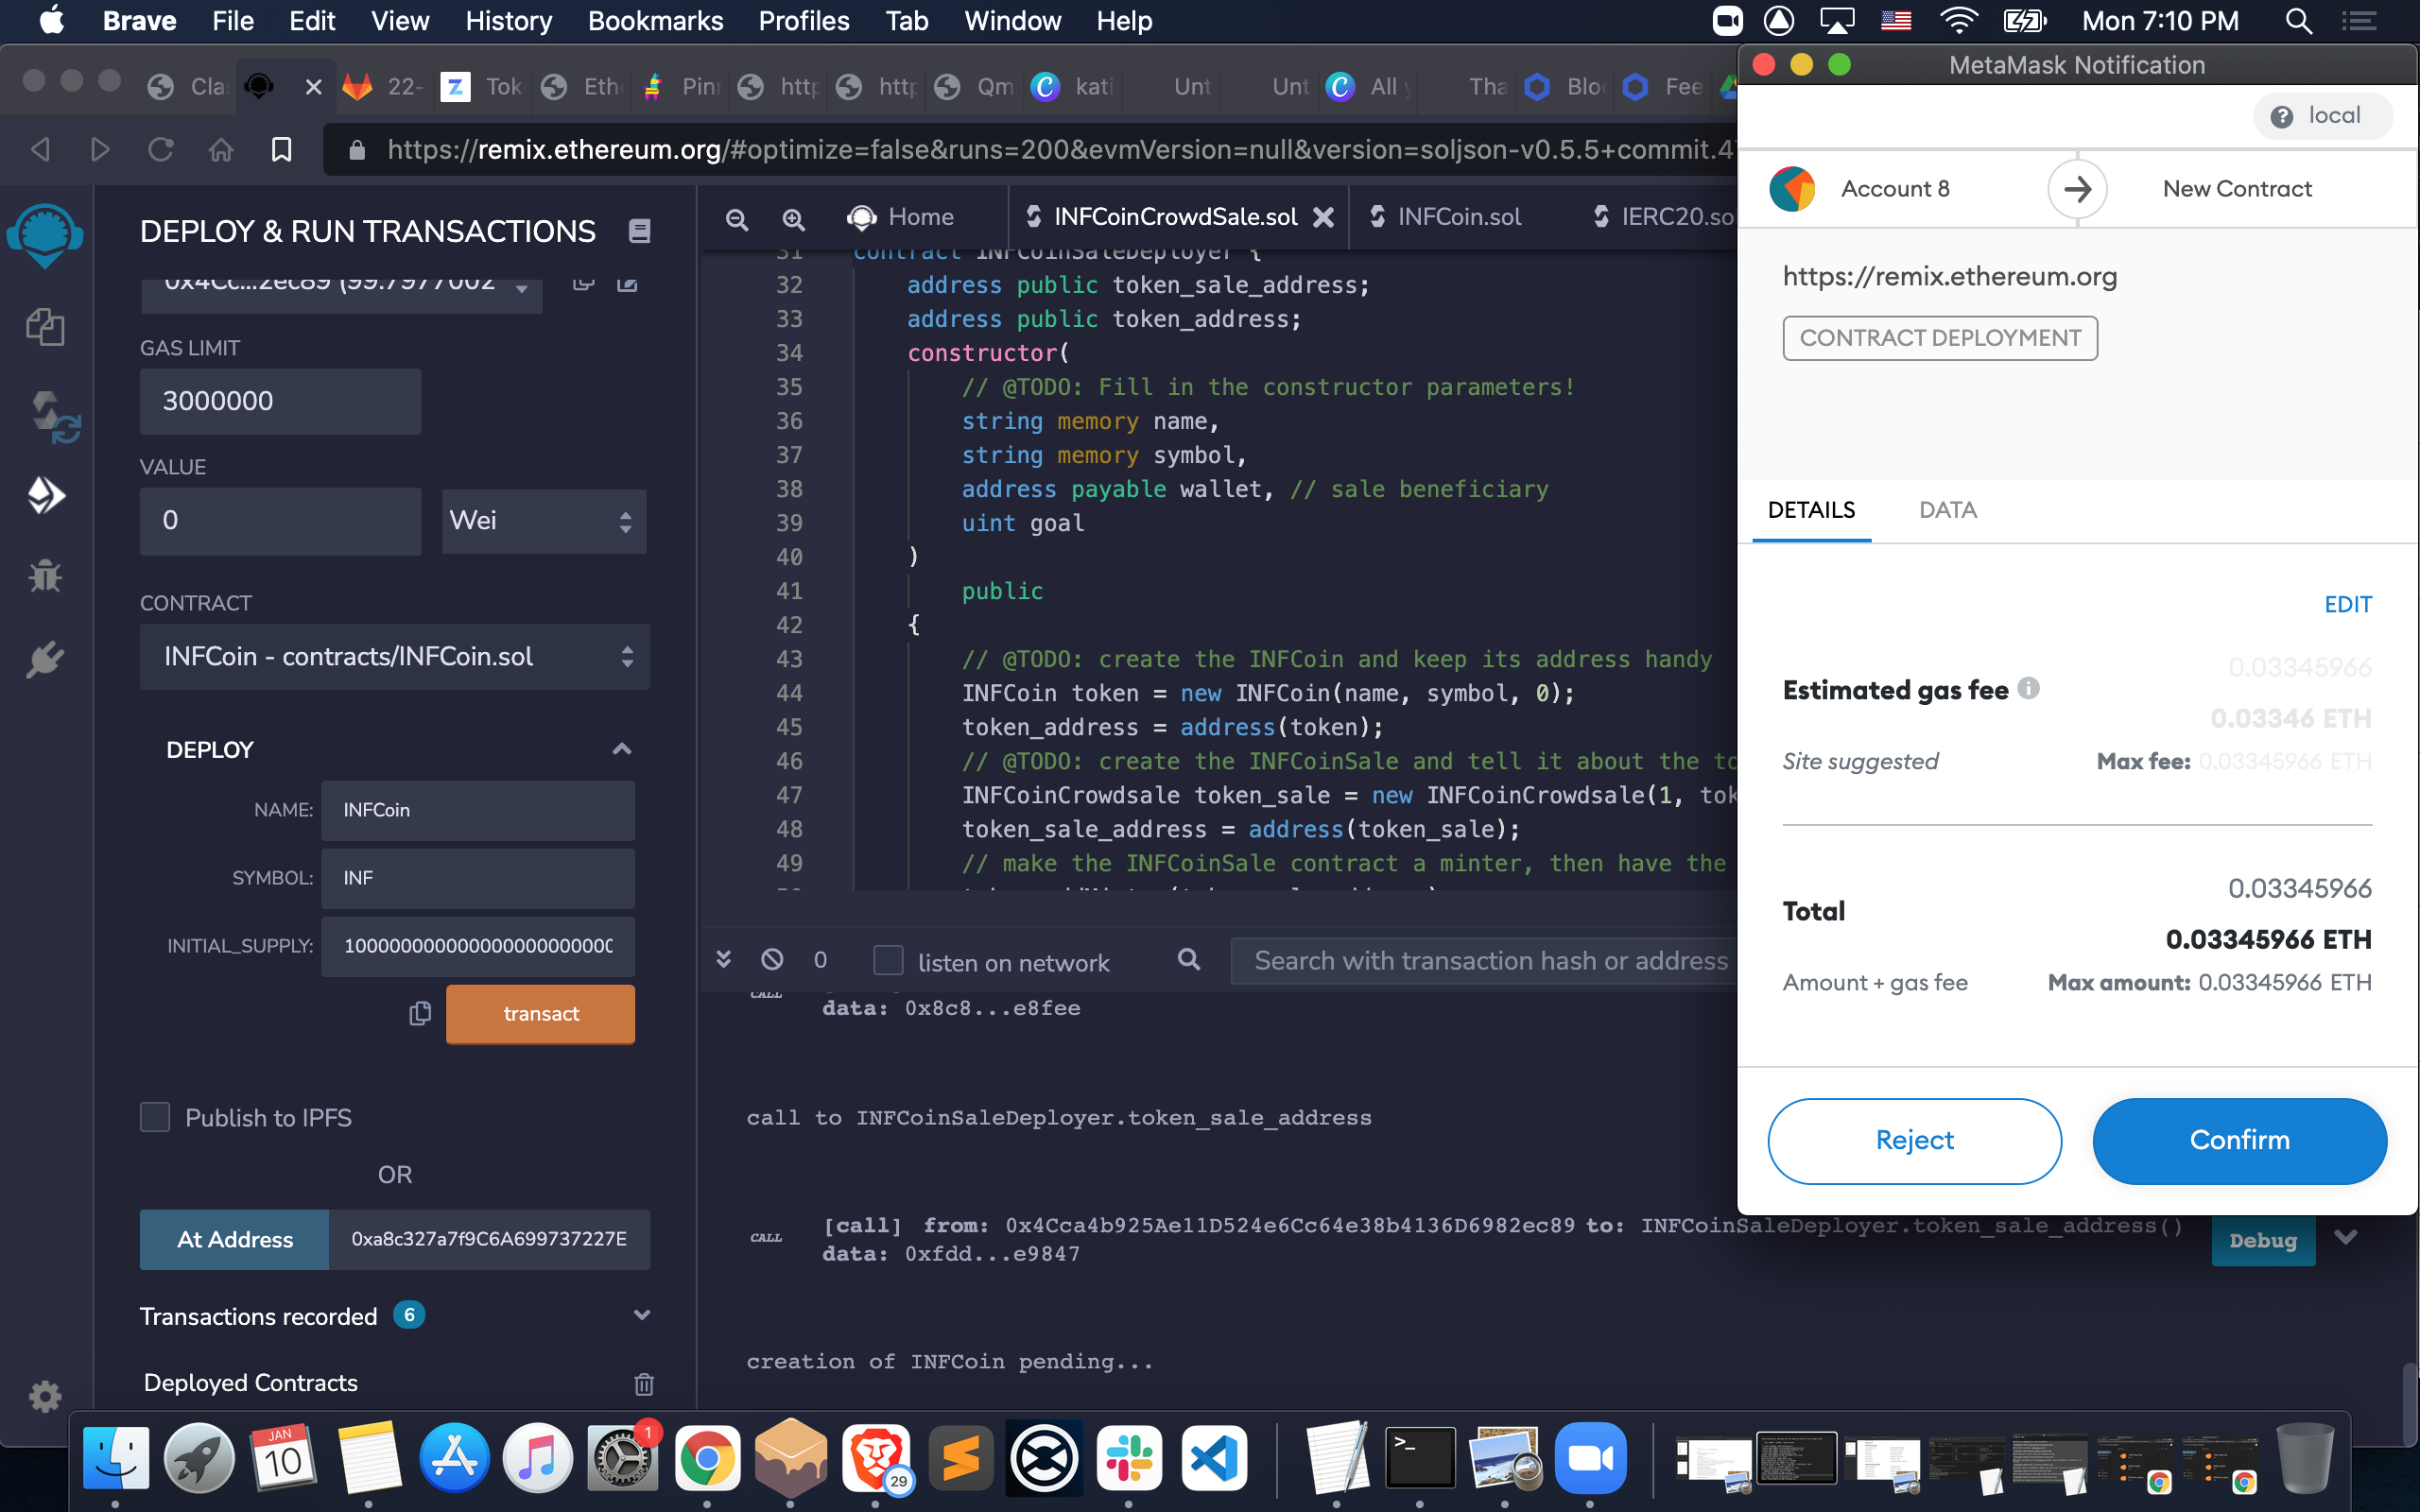 Brave File Edit View History Bookmarks Profiles Tab Window Help Mon 7:10 PM
Cla 22- Tok Eth Pin http http Qm kati Unt Unt All y Tha Bloc Fee
https://remix.ethereum.org/#optimize=false&runs=200&evmVersion=null&version=soljson-v0.5.5+commit.4
DEPLOY & RUN TRANSACTIONS
0x4Cc...2ec89 (99.7977002
GAS LIMIT
3000000
VALUE
0 Wei
CONTRACT
INFCoin - contracts/INFCoin.sol
DEPLOY
NAME: INFCoin
SYMBOL: INF
INITIAL_SUPPLY:
transact
Publish to IPFS
OR
At Address 0xa8c327a7f9C6A699737227E
Transactions recorded 6
Deployed Contracts
Home INFCoinCrowdSale.sol INFCoin.sol IERC20.so
31 contract INFCoinSaleDeployer {
32 address public token_sale_address;
33 address public token_address;
34 constructor(
35 // @TODO: Fill in the constructor parameters!
36 string memory name,
37 string memory symbol,
38 address payable wallet, // sale beneficiary
39 uint goal
40 )
41 public
42 {
43 // @TODO: create the INFCoin and keep its address handy
44 INFCoin token = new INFCoin(name, symbol, 0);
45 token_address = address(token);
46 // @TODO: create the INFCoinSale and tell it about the to
47 INFCoinCrowdsale token_sale = new INFCoinCrowdsale(1, tok
48 token_sale_address = address(token_sale);
49 // make the INFCoinSale contract a minter, then have the
0 listen on network Search with transaction hash or address
CALL
data: 0x8c8...e8fee
call to INFCoinSaleDeployer.token_sale_address
CALL [call] from: 0x4Cca4b925Ae11D524e6Cc64e38b4136D6982ec89 to: INFCoinSaleDeployer.token_sale_address()
data: 0xfdd...e9847
Debug
creation of INFCoin pending...
MetaMask Notification
local
Account 8 New Contract
https://remix.ethereum.org
CONTRACT DEPLOYMENT
DETAILS DATA
EDIT
0.03345966
Estimated gas fee
0.03346 ETH
Site suggested Max fee: 0.03345966 ETH
0.03345966
Total
0.03345966 ETH
Amount + gas fee Max amount: 0.03345966 ETH
Reject Confirm
JAN
10
1
29